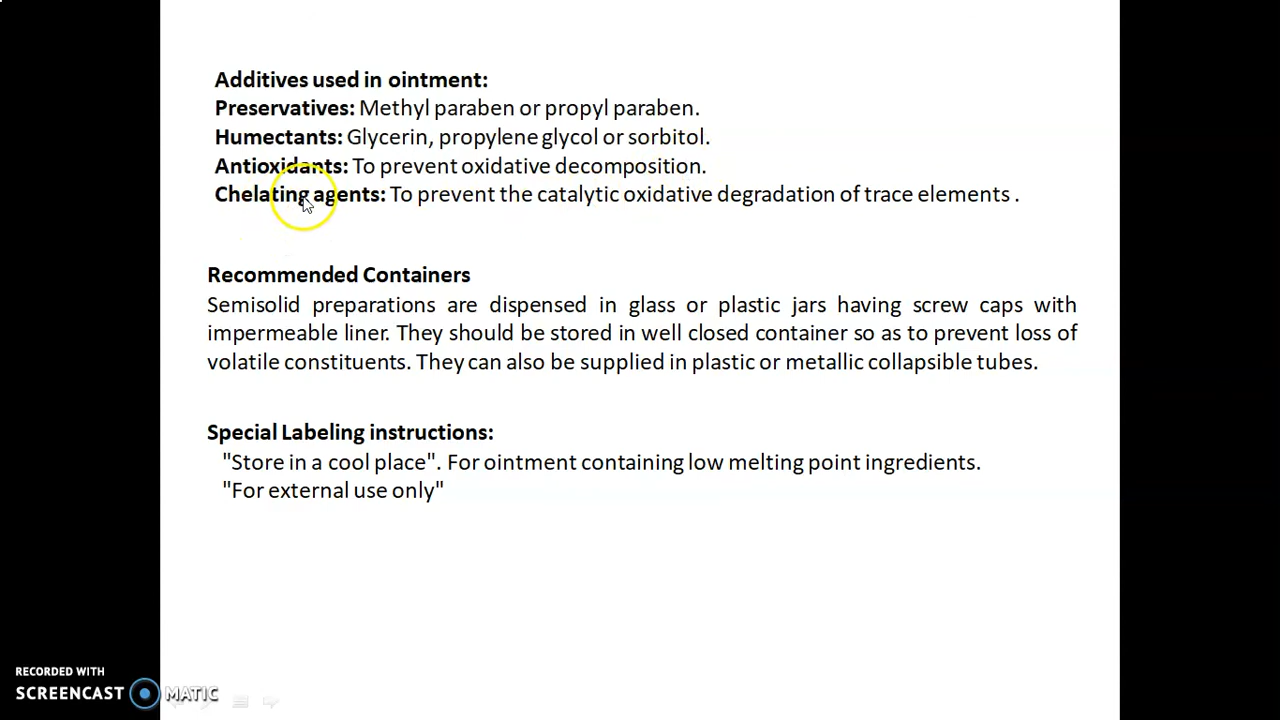 Additives used in ointment:
Preservatives: Methyl paraben or propyl paraben.
Humectants: Glycerin, propylene glycol or sorbitol.
Antioxidants: To prevent oxidative decomposition.
Chelating agents: To prevent the catalytic oxidative degradation of trace elements .
Recommended Containers
Semisolid preparations are dispensed in glass or plastic jars having screw caps with
impermeable liner. They should be stored in well closed container so as to prevent loss of
volatile constituents. They can also be supplied in plastic or metallic collapsible tubes.
Special Labeling instructions:
"Store in a cool place". For ointment containing low melting point ingredients.
"For external use only"
RECORDED WITH
SCREENCAST MATIC